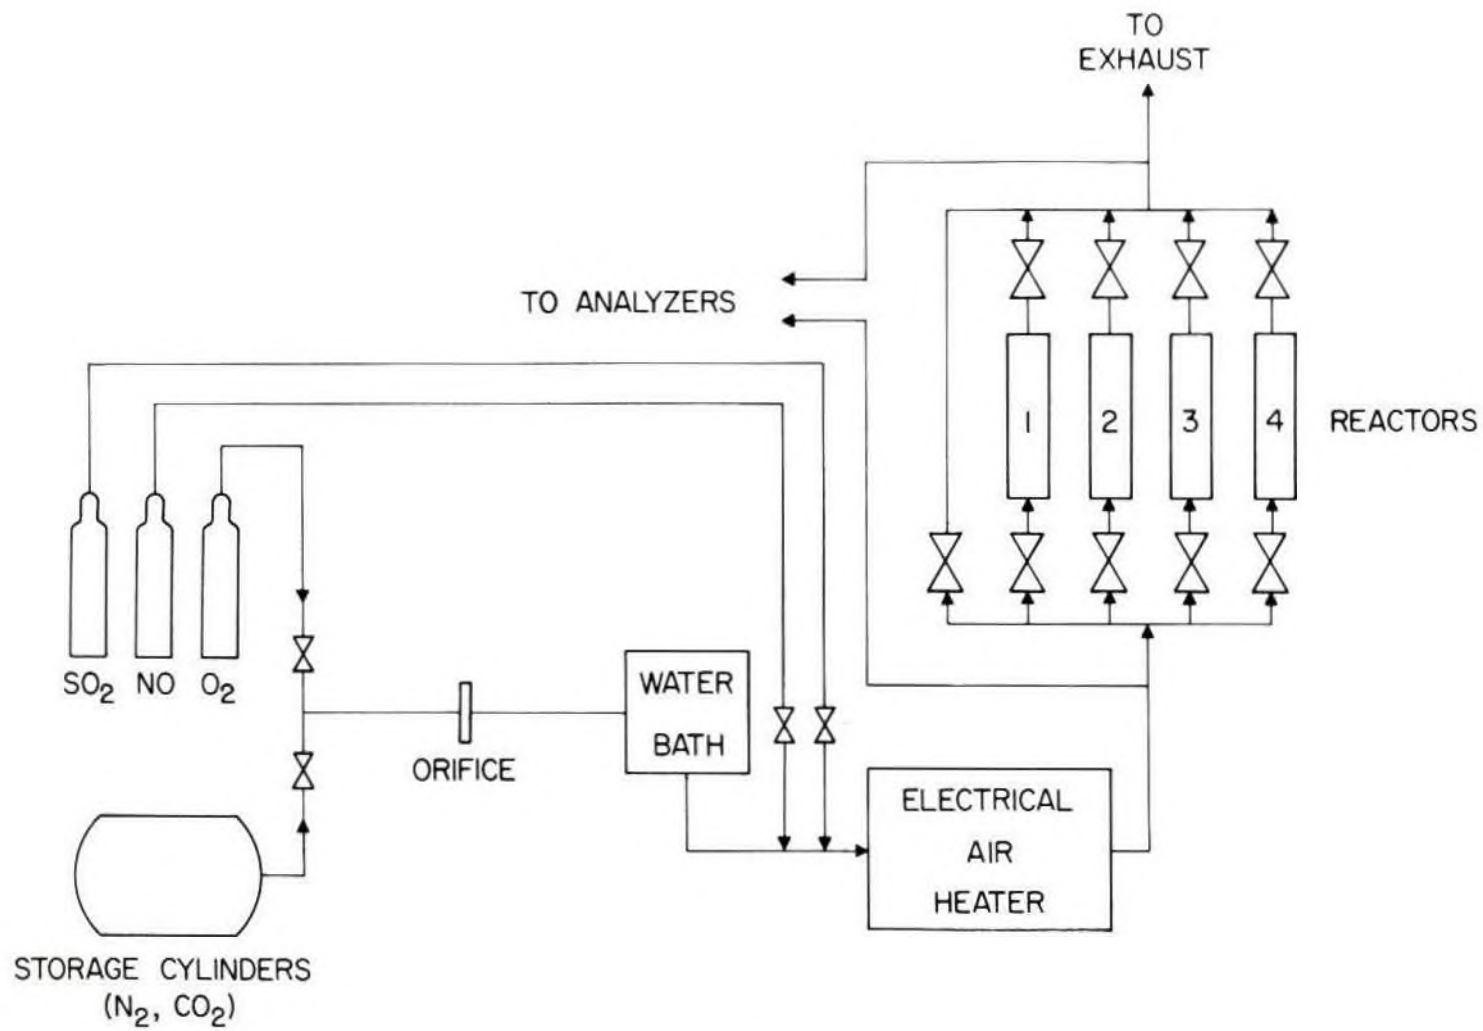 TO
EXHAUST
TO ANALYZERS
1
2
3
4
REACTORS
SO₂
NO
O₂
WATER
BATH
ORIFICE
ELECTRICAL
AIR
HEATER
STORAGE CYLINDERS
(N₂, CO₂)